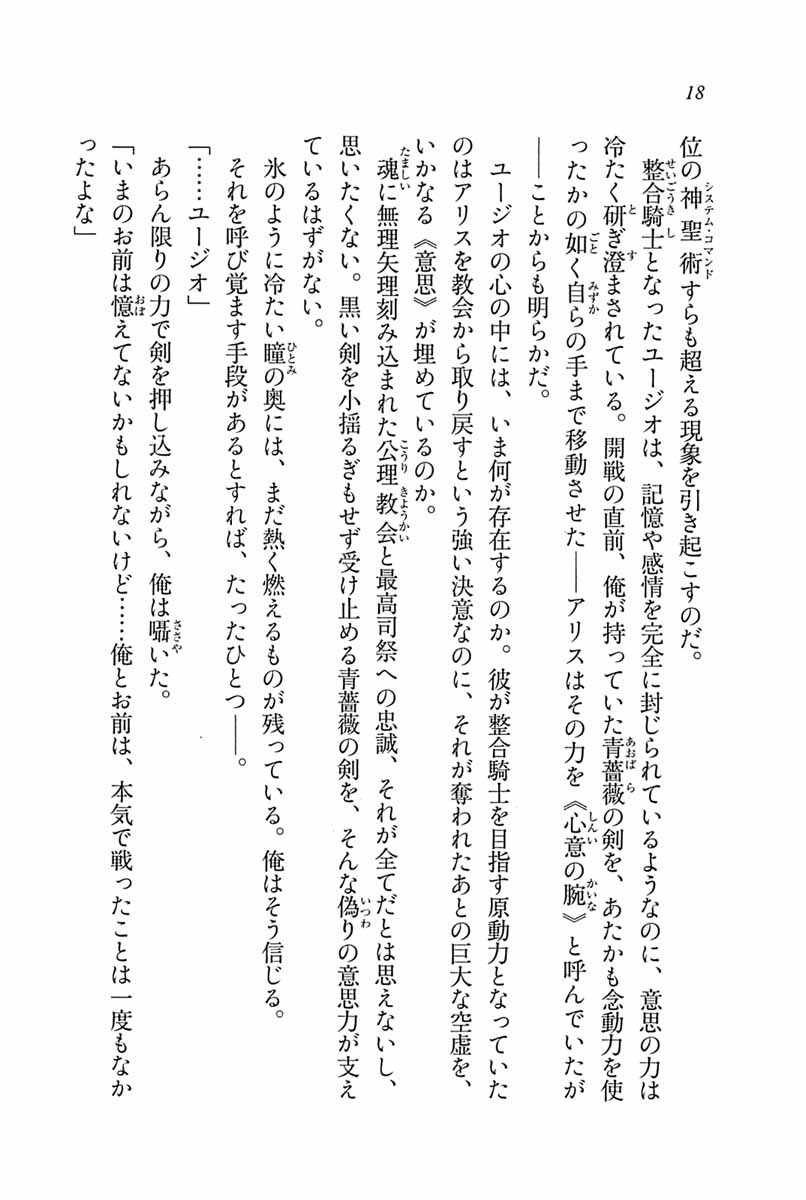 18
位の神聖術すらも超える現象を引き起こすのだ。
整合騎士となったユージオは、記憶や感情を完全に封じられているようなのに、意思の力は
冷たく研ぎ澄まされている。開戦の直前、俺が持っていた青薔薇の剣を、あたかも念動力を使
ったかの如く自らの手まで移動させた——アリスはその力を《心意の腕》と呼んでいたが
——ことからも明らかだ。
ユージオの心の中には、いま何が存在するのか。彼が整合騎士を目指す原動力となっていた
のはアリスを教会から取り戻すという強い決意なのに、それが奪われたあとの巨大な空虚を、
いかなる《意思》が埋めているのか。
魂に無理矢理刻み込まれた公理教会と最高司祭への忠誠、それが全てだとは思えないし、
思いたくない。黒い剣を小揺るぎもせず受け止める青薔薇の剣を、そんな偽りの意思力が支え
ているはずがない。
氷のように冷たい瞳の奥には、まだ熱く燃えるものが残っている。俺はそう信じる。
それを呼び覚ます手段があるとすれば、たったひとつ——。
「……ユージオ」
あらん限りの力で剣を押し込みながら、俺は囁いた。
「いまのお前は憶えてないかもしれないけど……俺とお前は、本気で戦ったことは一度もなか
ったよな」